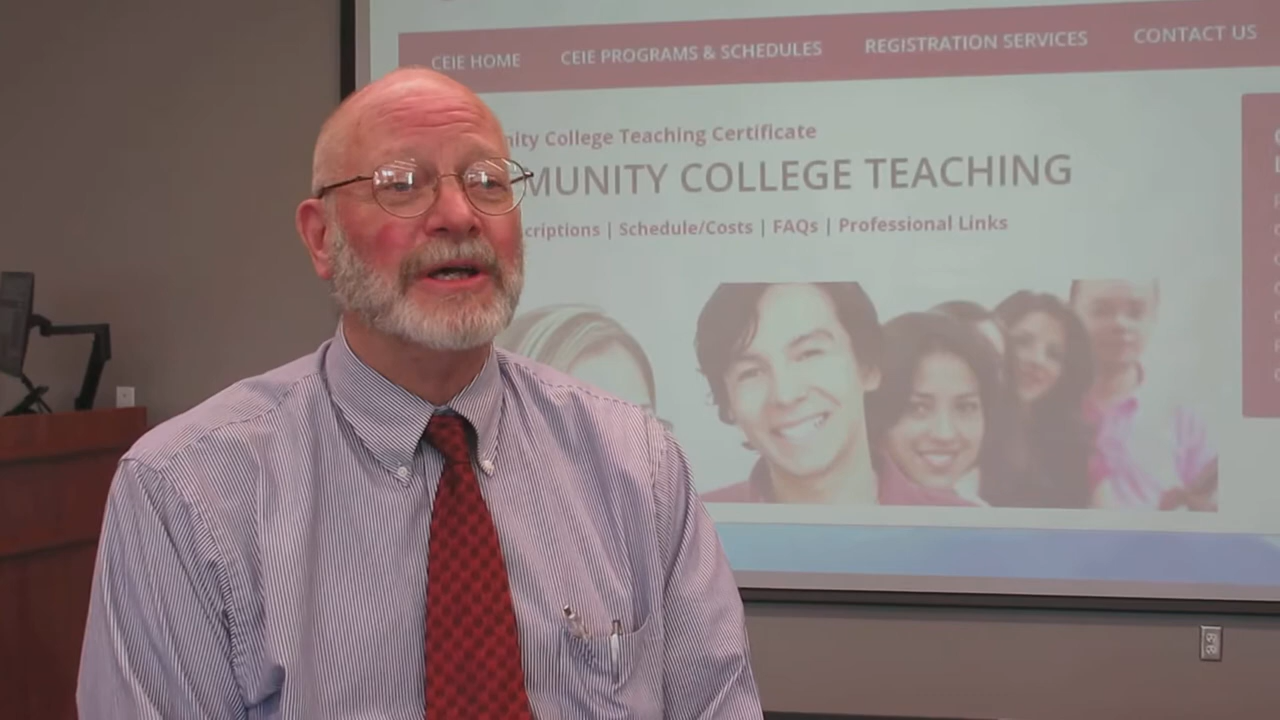 CEIE HOME CEIE PROGRAMS & SCHEDULES REGISTRATION SERVICES CONTACT US
nity College Teaching Certificate
MUNITY COLLEGE TEACHING
criptions | Schedule/Costs | FAQs | Professional Links